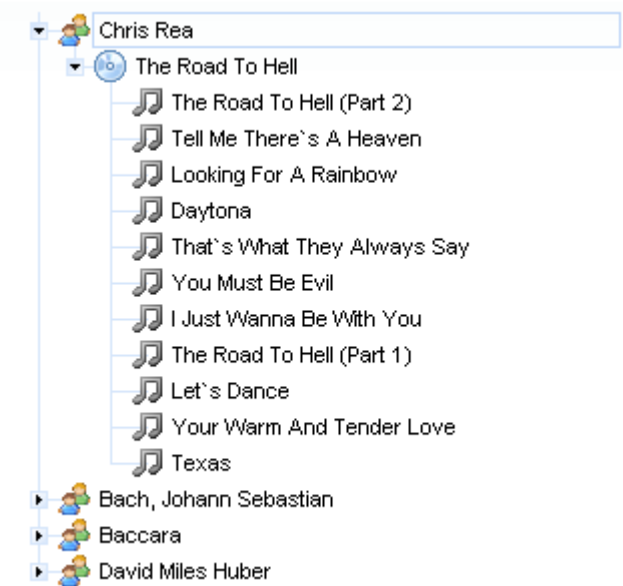 Chris Rea
The Road To Hell
The Road To Hell (Part 2)
Tell Me There`s A Heaven
Looking For A Rainbow
Daytona
That`s What They Always Say
You Must Be Evil
I Just Wanna Be With You
The Road To Hell (Part 1)
Let`s Dance
Your Warm And Tender Love
Texas
Bach, Johann Sebastian
Baccara
David Miles Huber